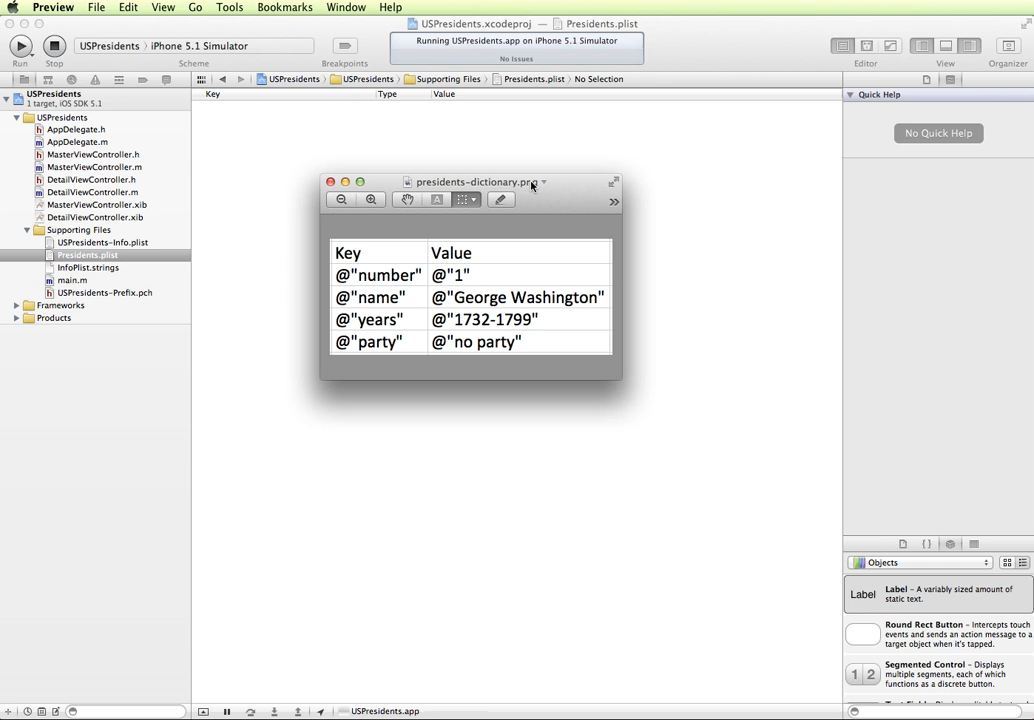 Preview File Edit View Go Tools Bookmarks Window Help
USPresidents.xcodeproj — Presidents.plist
USPresidents iPhone 5.1 Simulator
Running USPresidents.app on iPhone 5.1 Simulator
No Issues
Run Stop Scheme Breakpoints Editor View Organizer
USPresidents USPresidents Supporting Files Presidents.plist No Selection
Quick Help
No Quick Help
Key Type Value
USPresidents
1 target, iOS SDK 5.1
USPresidents
AppDelegate.h
AppDelegate.m
MasterViewController.h
MasterViewController.m
DetailViewController.h
DetailViewController.m
MasterViewController.xib
DetailViewController.xib
Supporting Files
USPresidents-Info.plist
Presidents.plist
InfoPlist.strings
main.m
USPresidents-Prefix.pch
Frameworks
Products
presidents-dictionary.png
Key Value
@"number" @"1"
@"name" @"George Washington"
@"years" @"1732-1799"
@"party" @"no party"
Objects
Label
Label – A variably sized amount of
static text.
Round Rect Button – Intercepts touch
events and sends an action message to a
target object when it's tapped.
1 2
Segmented Control – Displays
multiple segments, each of which
functions as a discrete button.
USPresidents.app